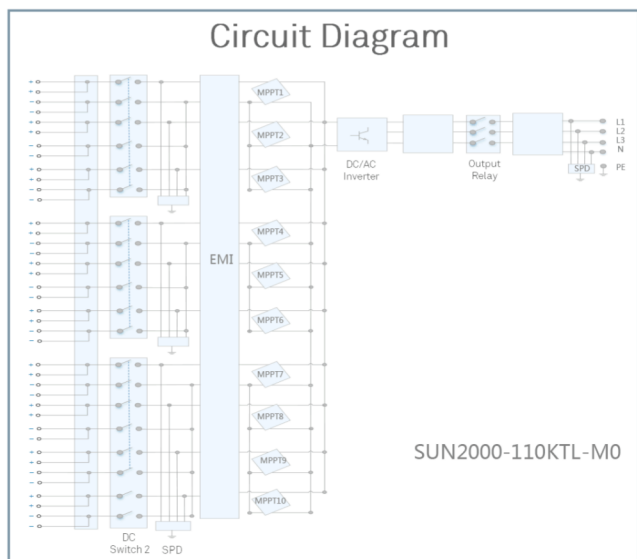 Circuit Diagram
MPPT1
MPPT2
MPPT3
MPPT4
MPPT5
MPPT6
MPPT7
MPPT8
MPPT9
MPPT10
EMI
DC/AC
Inverter
Output
Relay
L1
L2
L3
N
SPD
PE
SUN2000-110KTL-M0
DC
Switch 2
SPD